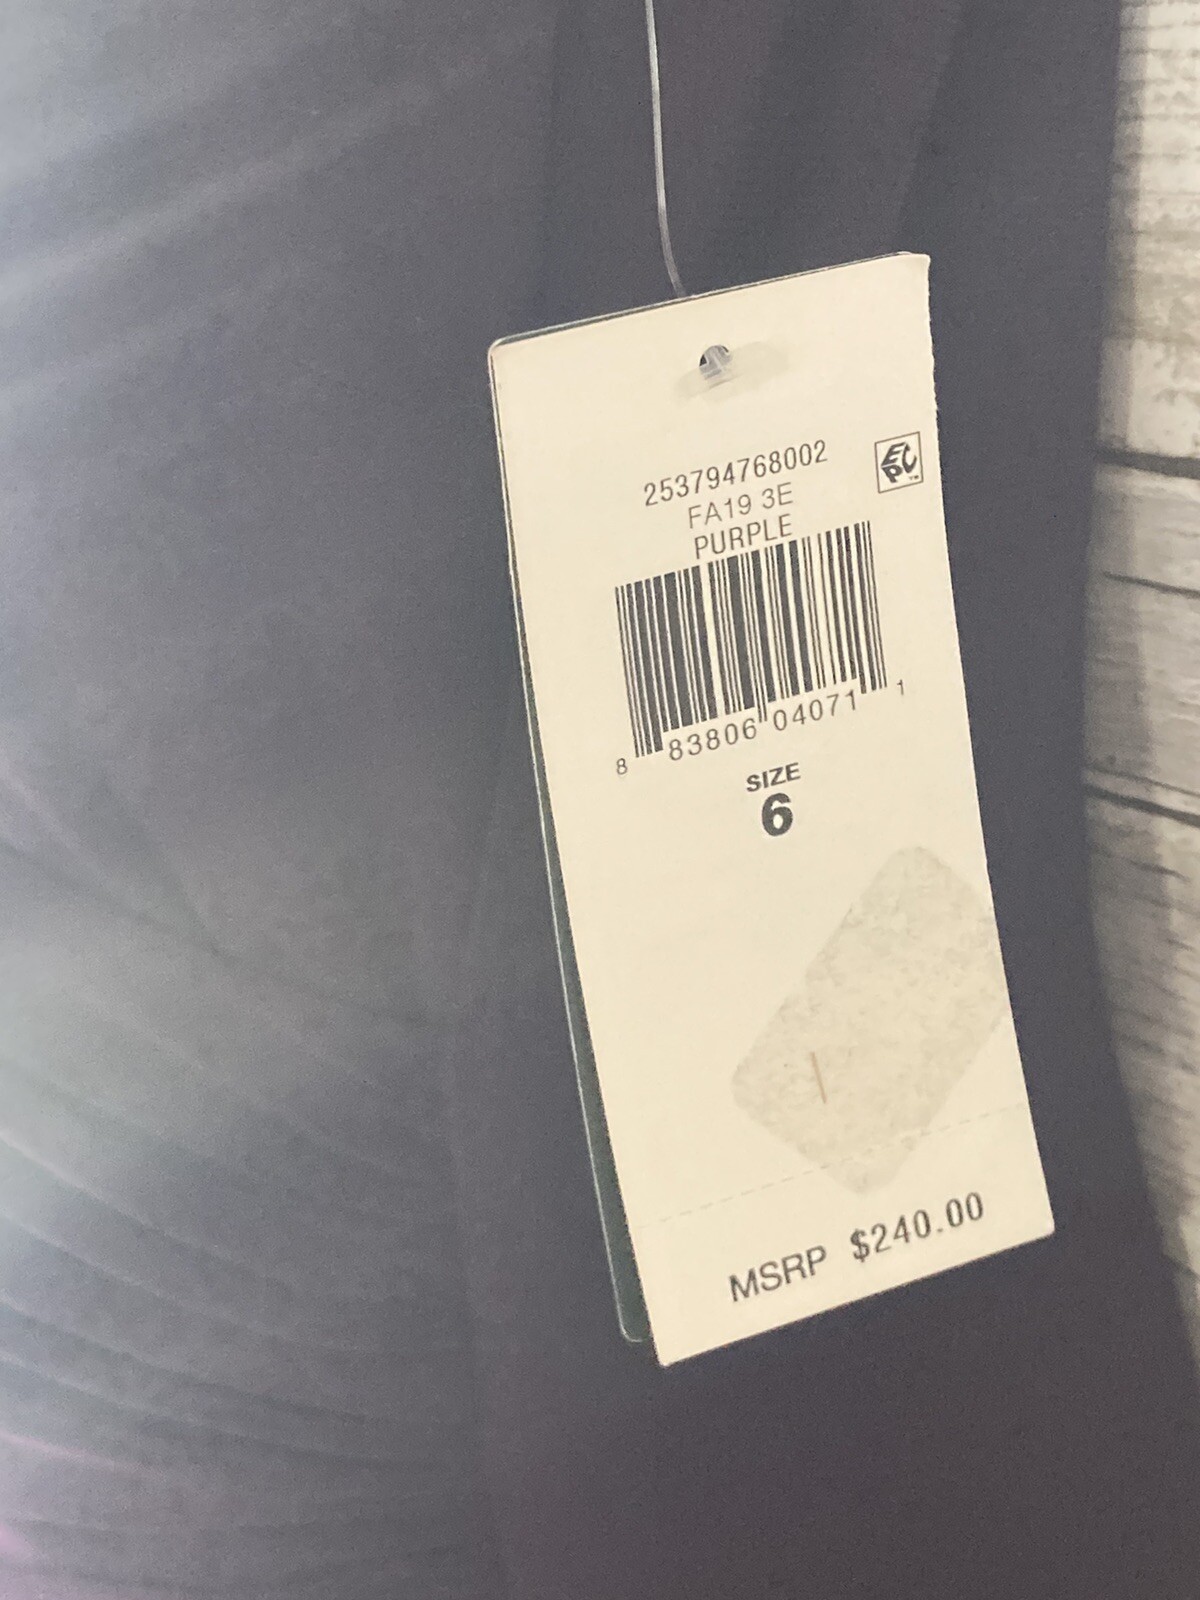 253794768002
FA19 3E
PURPLE
EPC
8 83806 04071 1
SIZE
6
MSRP $240.00